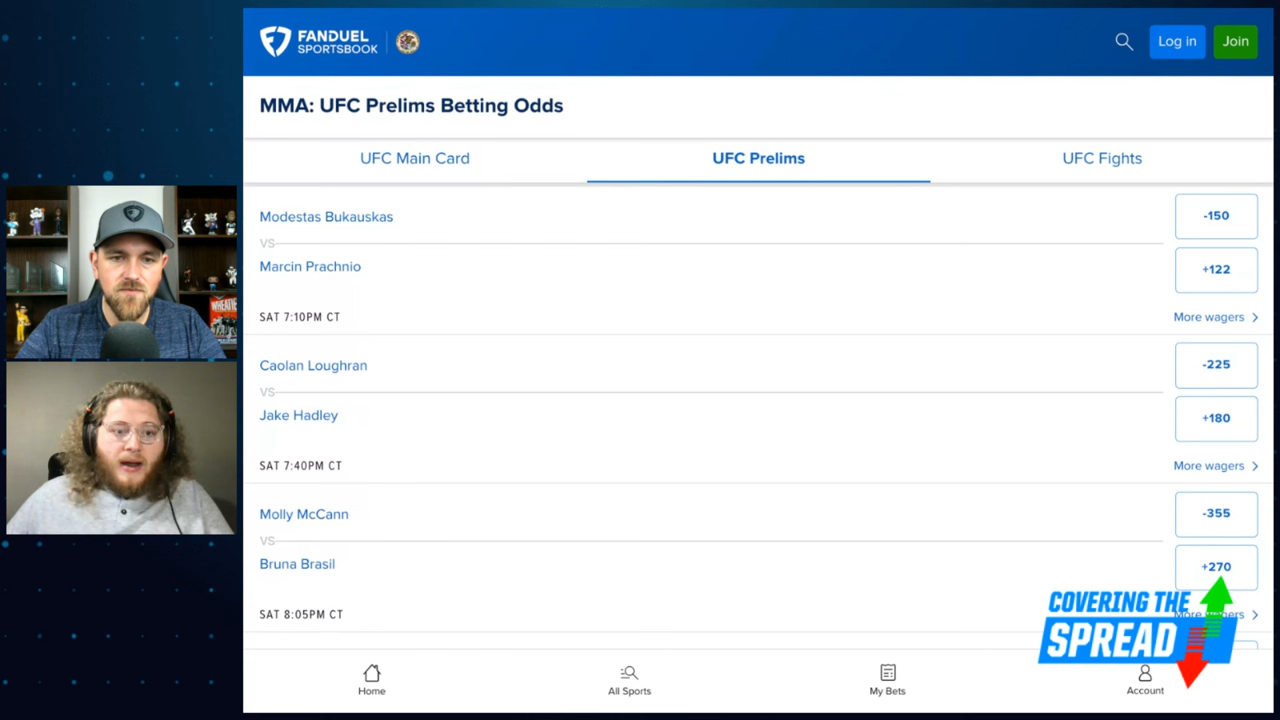 FANDUEL
SPORTSBOOK
Log in
Join
MMA: UFC Prelims Betting Odds
UFC Main Card
UFC Prelims
UFC Fights
Modestas Bukauskas
-150
VS
Marcin Prachnio
+122
SAT 7:10PM CT
More wagers
Caolan Loughran
-225
VS
Jake Hadley
+180
SAT 7:40PM CT
More wagers
Molly McCann
-355
VS
Bruna Brasil
+270
SAT 8:05PM CT
More wagers
COVERING THE
SPREAD
Home
All Sports
My Bets
Account
WHEATIES